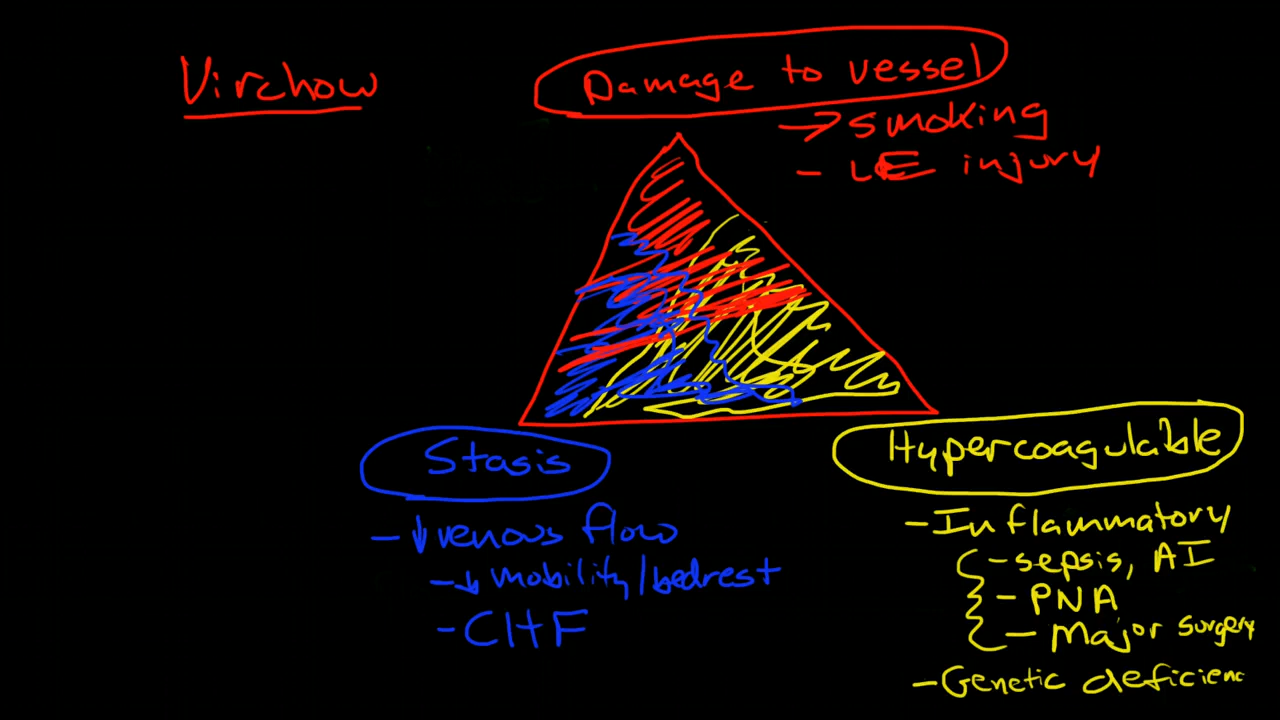 Virchow
Damage to vessel
→ smoking
- LE injury
Stasis
- ↓ venous flow
- ↓ mobility/bedrest
- CHF
Hypercoagulable
- Inflammatory
- sepsis, AI
- PNA
- Major surgery
- Genetic deficienc